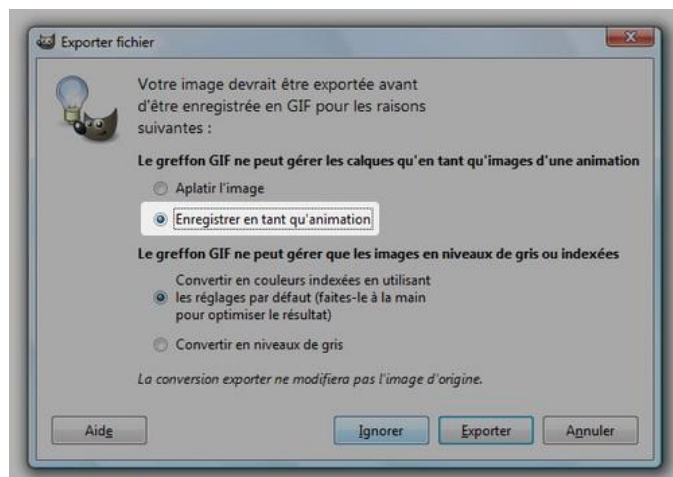 Exporter fichier
Votre image devrait être exportée avant
d'être enregistrée en GIF pour les raisons
suivantes :
Le greffon GIF ne peut gérer les calques qu'en tant qu'images d'une animation
Aplatir l'image
Enregistrer en tant qu'animation
Le greffon GIF ne peut gérer que les images en niveaux de gris ou indexées
Convertir en couleurs indexées en utilisant
les réglages par défaut (faites-le à la main
pour optimiser le résultat)
Convertir en niveaux de gris
La conversion exporter ne modifiera pas l'image d'origine.
Aide Ignorer Exporter Annuler